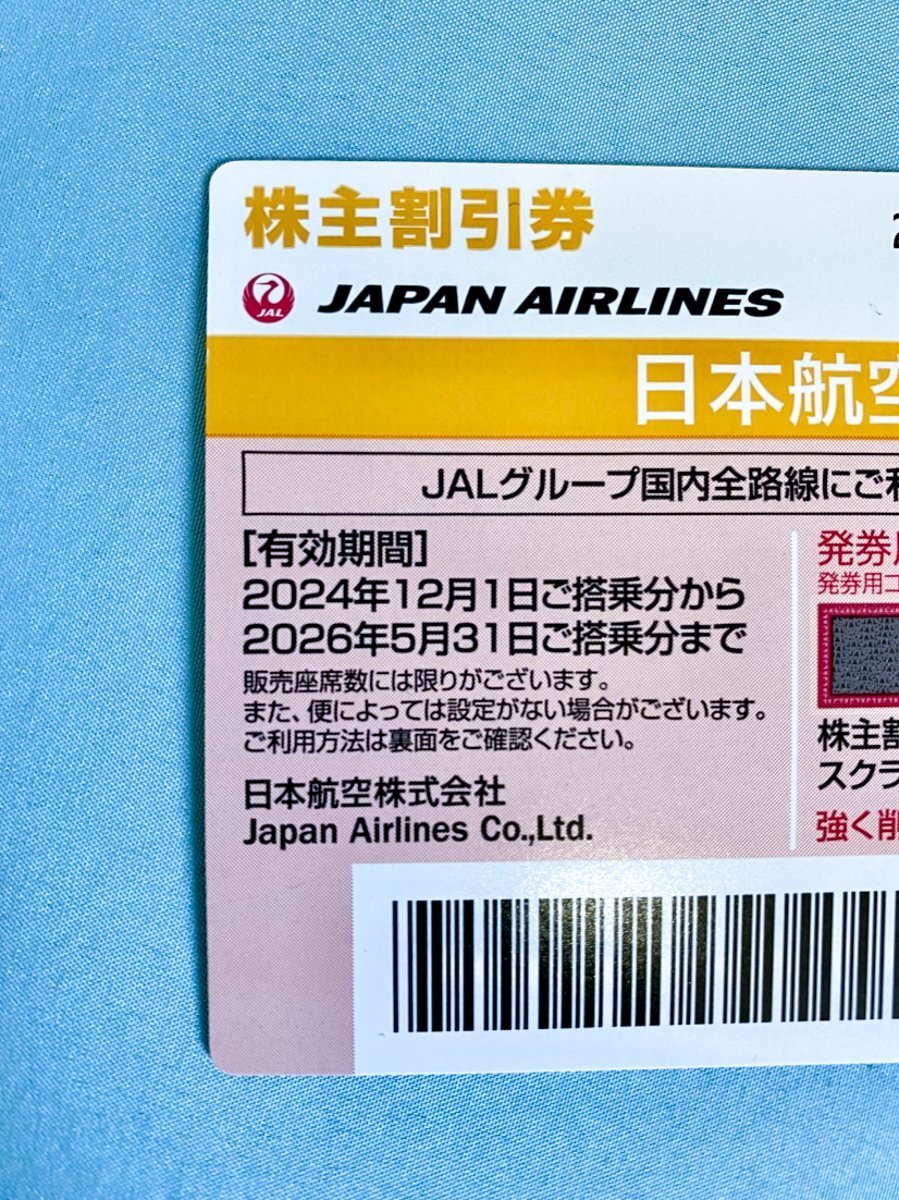 株主割引券
2
JAL JAPAN AIRLINES
日本航空
JALグループ国内全路線にご利
[有効期間]
2024年12月1日ご搭乗分から
2026年5月31日ご搭乗分まで
販売座席数には限りがございます。
また、便によっては設定がない場合がございます。
ご利用方法は裏面をご確認ください。
日本航空株式会社
Japan Airlines Co.,Ltd.
発券用
発券用コ
株主割
スクラ
強く削